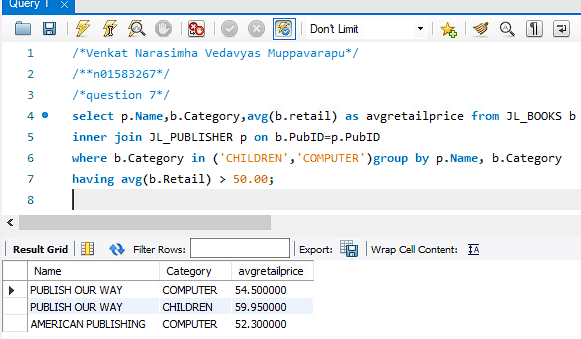 Query 1
Don't Limit
1 /*Venkat Narasimha Vedavyas Muppavarapu*/
2 /**n01583267*/
3 /*question 7*/
4 select p.Name,b.Category,avg(b.retail) as avgretailprice from JL_BOOKS b
5 inner join JL_PUBLISHER p on b.PubID=p.PubID
6 where b.Category in ('CHILDREN','COMPUTER')group by p.Name, b.Category
7 having avg(b.Retail) > 50.00;
8
Result Grid Filter Rows: Export: Wrap Cell Content:
Name Category avgretailprice
PUBLISH OUR WAY COMPUTER 54.500000
PUBLISH OUR WAY CHILDREN 59.950000
AMERICAN PUBLISHING COMPUTER 52.300000